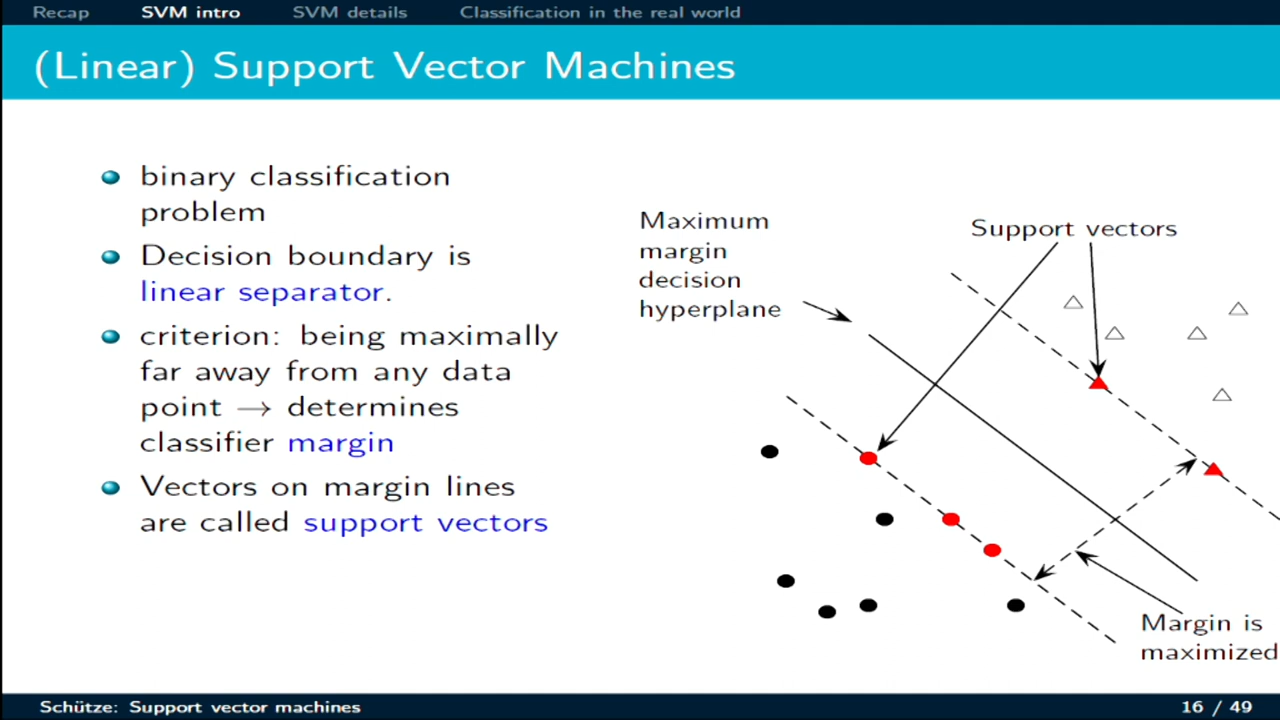 Recap SVM intro SVM details Classification in the real world
(Linear) Support Vector Machines
binary classification
problem
Decision boundary is
linear separator.
criterion: being maximally
far away from any data
point → determines
classifier margin
Vectors on margin lines
are called support vectors
Maximum
margin
decision
hyperplane
Support vectors
Margin is
maximized
Schütze: Support vector machines 16 / 49